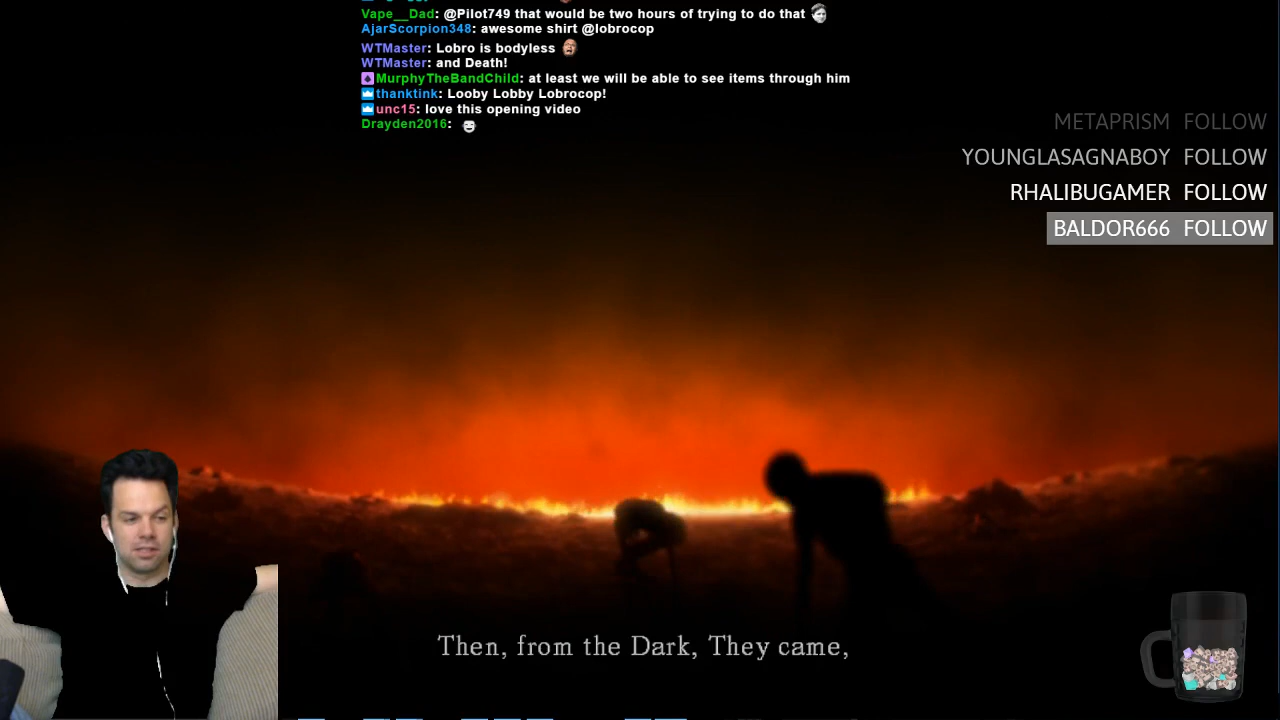 Vape__Dad: @Pilot749 that would be two hours of trying to do that
AjarScorpion348: awesome shirt @lobrocop
WTMaster: Lobro is bodyless
WTMaster: and Death!
MurphyTheBandChild: at least we will be able to see items through him
thanktink: Looby Lobby Lobrocop!
unc15: love this opening video
Drayden2016:
METAPRISM FOLLOW
YOUNGLASAGNABOY FOLLOW
RHALIBUGAMER FOLLOW
BALDOR666 FOLLOW
Then, from the Dark, They came,